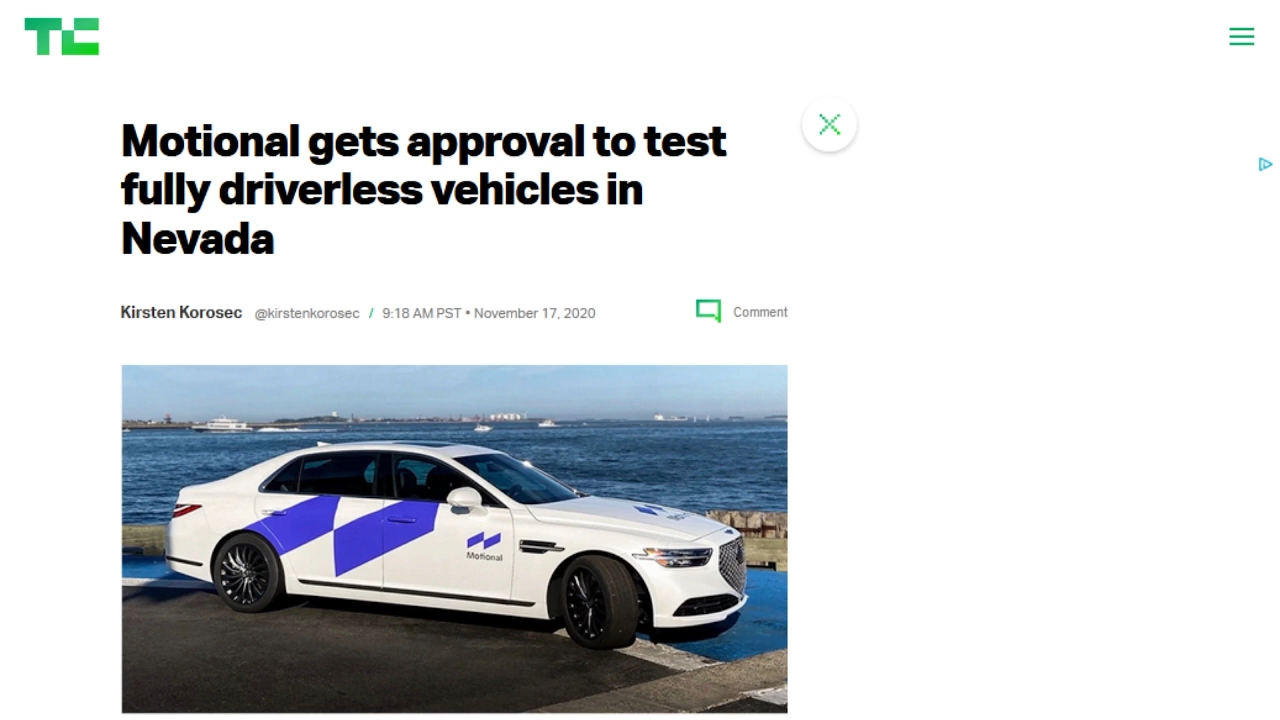 TC
Motional gets approval to test
fully driverless vehicles in
Nevada
Kirsten Korosec @kirstenkorosec / 9:18 AM PST • November 17, 2020
Comment
Motional